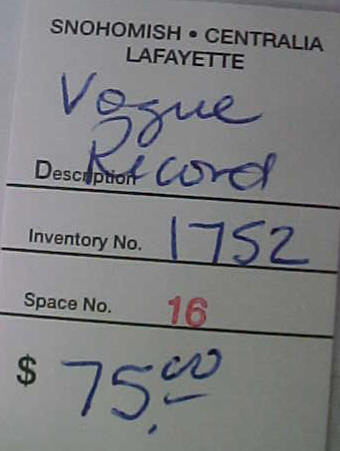 SNOHOMISH • CENTRALIA
LAFAYETTE
Vogue
Description Record
Inventory No. 1752
Space No. 16
$ 75.00